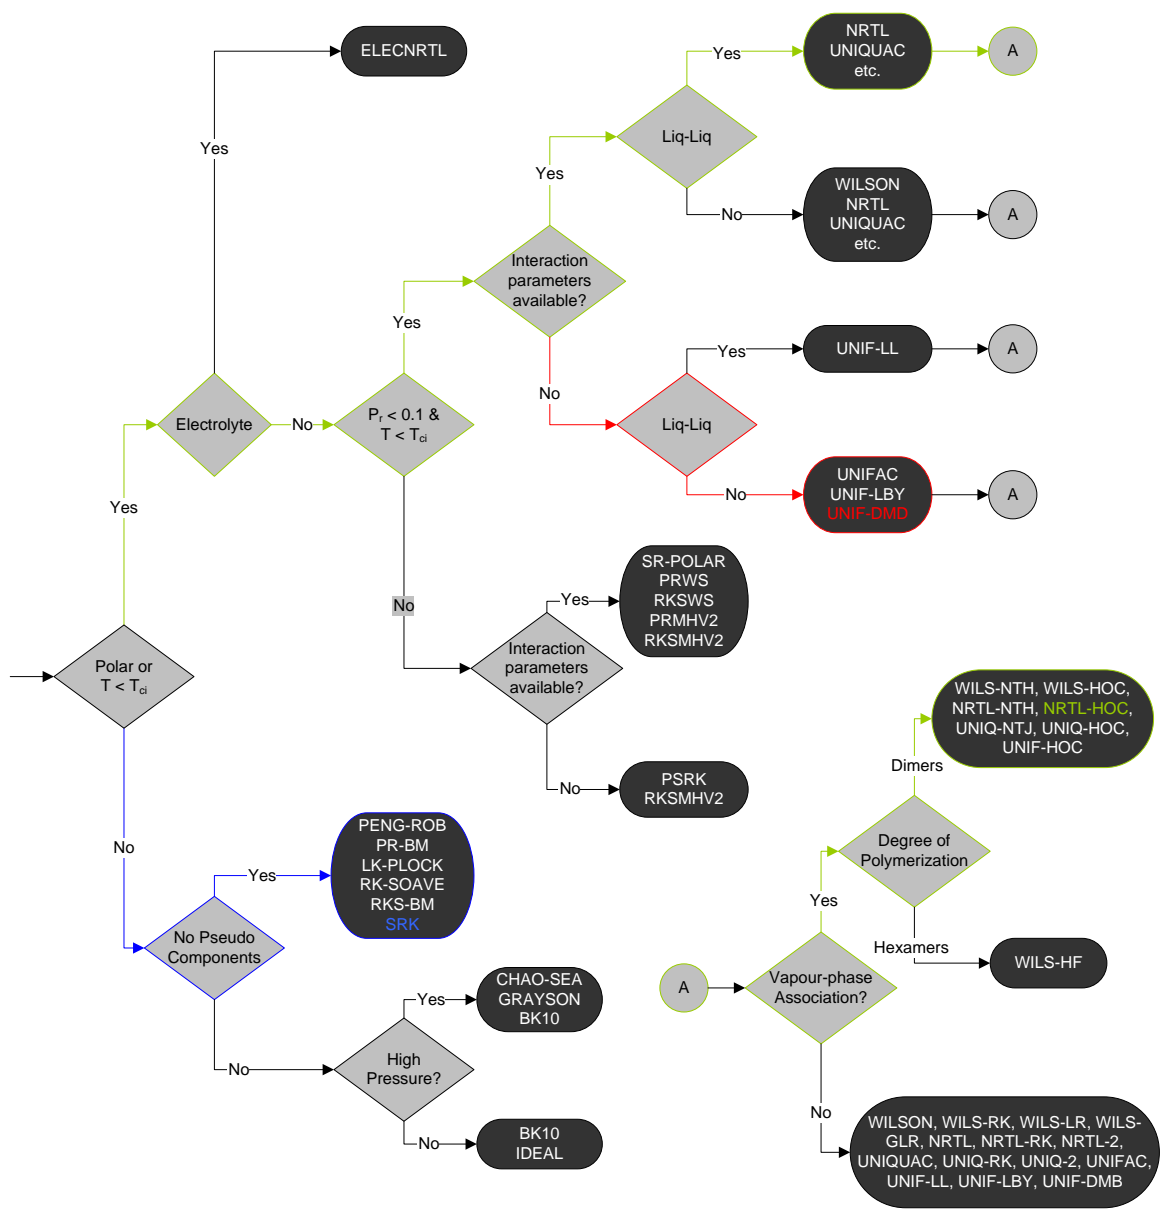 ELECNRTL
Yes
NRTL
UNIQUAC
etc.
A
Yes
Liq-Liq
No
WILSON
NRTL
UNIQUAC
etc.
A
Yes
Interaction
parameters
available?
Yes
No
Yes
UNIF-LL
A
Liq-Liq
No
UNIFAC
UNIF-LBY
UNIF-DMD
A
Electrolyte
No
Pr < 0.1 &
T < Tci
Yes
No
Yes
SR-POLAR
PRWS
RKSWS
PRMHV2
RKSMHV2
Interaction
parameters
available?
No
PSRK
RKSMHV2
Polar or
T < Tci
No
Yes
PENG-ROB
PR-BM
LK-PLOCK
RK-SOAVE
RKS-BM
SRK
No Pseudo
Components
No
Yes
CHAO-SEA
GRAYSON
BK10
High
Pressure?
No
BK10
IDEAL
WILS-NTH, WILS-HOC,
NRTL-NTH, NRTL-HOC,
UNIQ-NTJ, UNIQ-HOC,
UNIF-HOC
Dimers
Degree of
Polymerization
Yes
Hexamers
WILS-HF
A
Vapour-phase
Association?
No
WILSON, WILS-RK, WILS-LR, WILS-
GLR, NRTL, NRTL-RK, NRTL-2,
UNIQUAC, UNIQ-RK, UNIQ-2, UNIFAC,
UNIF-LL, UNIF-LBY, UNIF-DMB